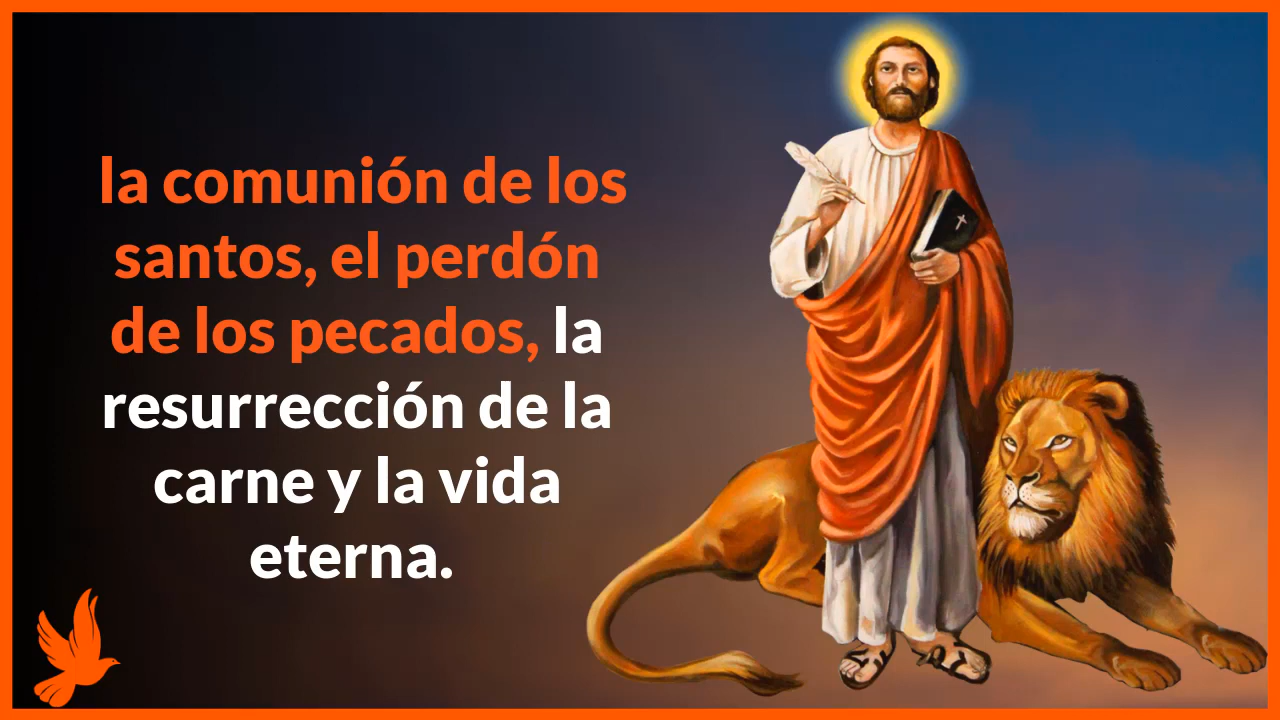 la comunión de los
santos, el perdón
de los pecados, la
resurrección de la
carne y la vida
eterna.